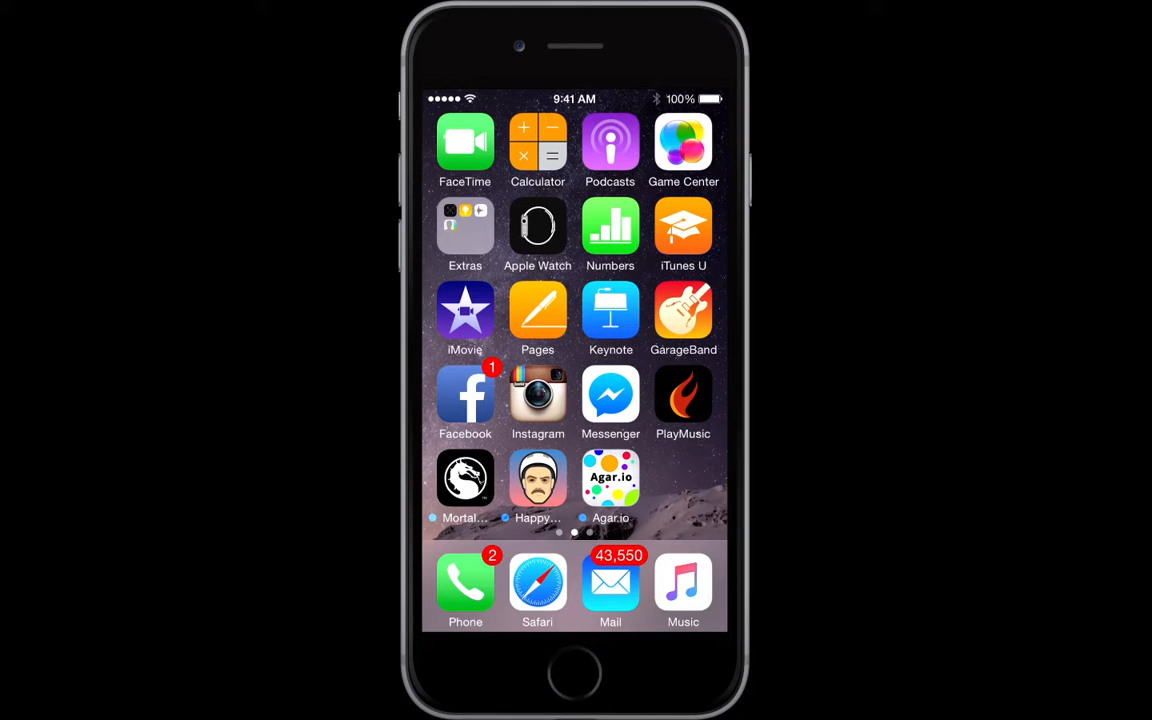 9:41 AM 100%
FaceTime Calculator Podcasts Game Center
Extras Apple Watch Numbers iTunes U
iMovie Pages Keynote GarageBand
1
Facebook Instagram Messenger PlayMusic
Agar.io
Mortal... Happy... Agar.io
2 43,550
Phone Safari Mail Music